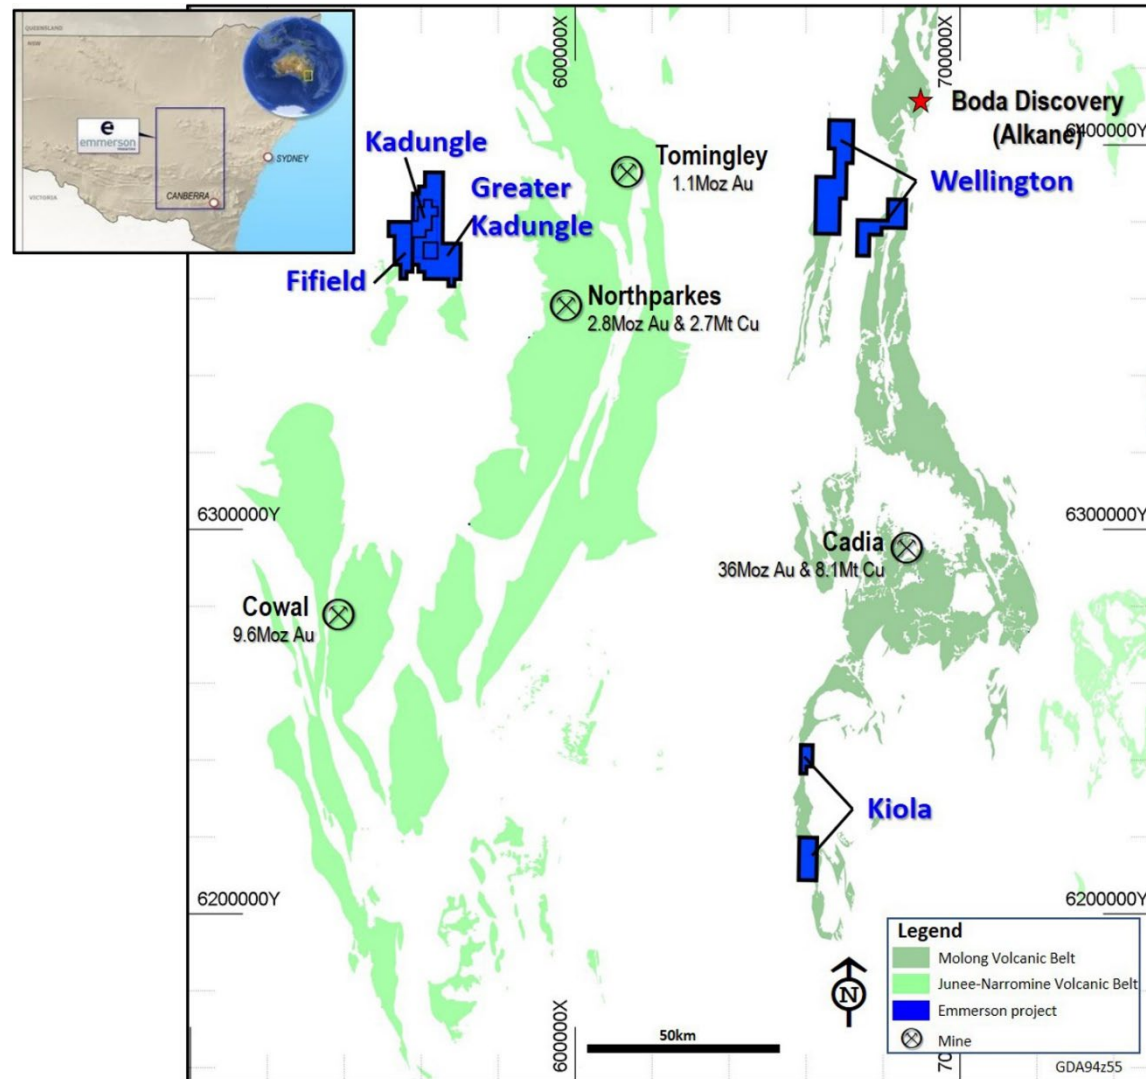 QUEENSLAND
NSW
e
emmerson
SYDNEY
CANBERRA
VICTORIA
600000X
700000X
Boda Discovery
(Alkane)
6400000Y
Kadungle
Greater
Kadungle
Fifield
Tomingley
1.1Moz Au
Wellington
Northparkes
2.8Moz Au & 2.7Mt Cu
6300000Y
6300000Y
Cadia
36Moz Au & 8.1Mt Cu
Cowal
9.6Moz Au
Kiola
6200000Y
6200000Y
Legend
Molong Volcanic Belt
Junee-Narromine Volcanic Belt
Emmerson project
Mine
N
50km
600000X
GDA94z55